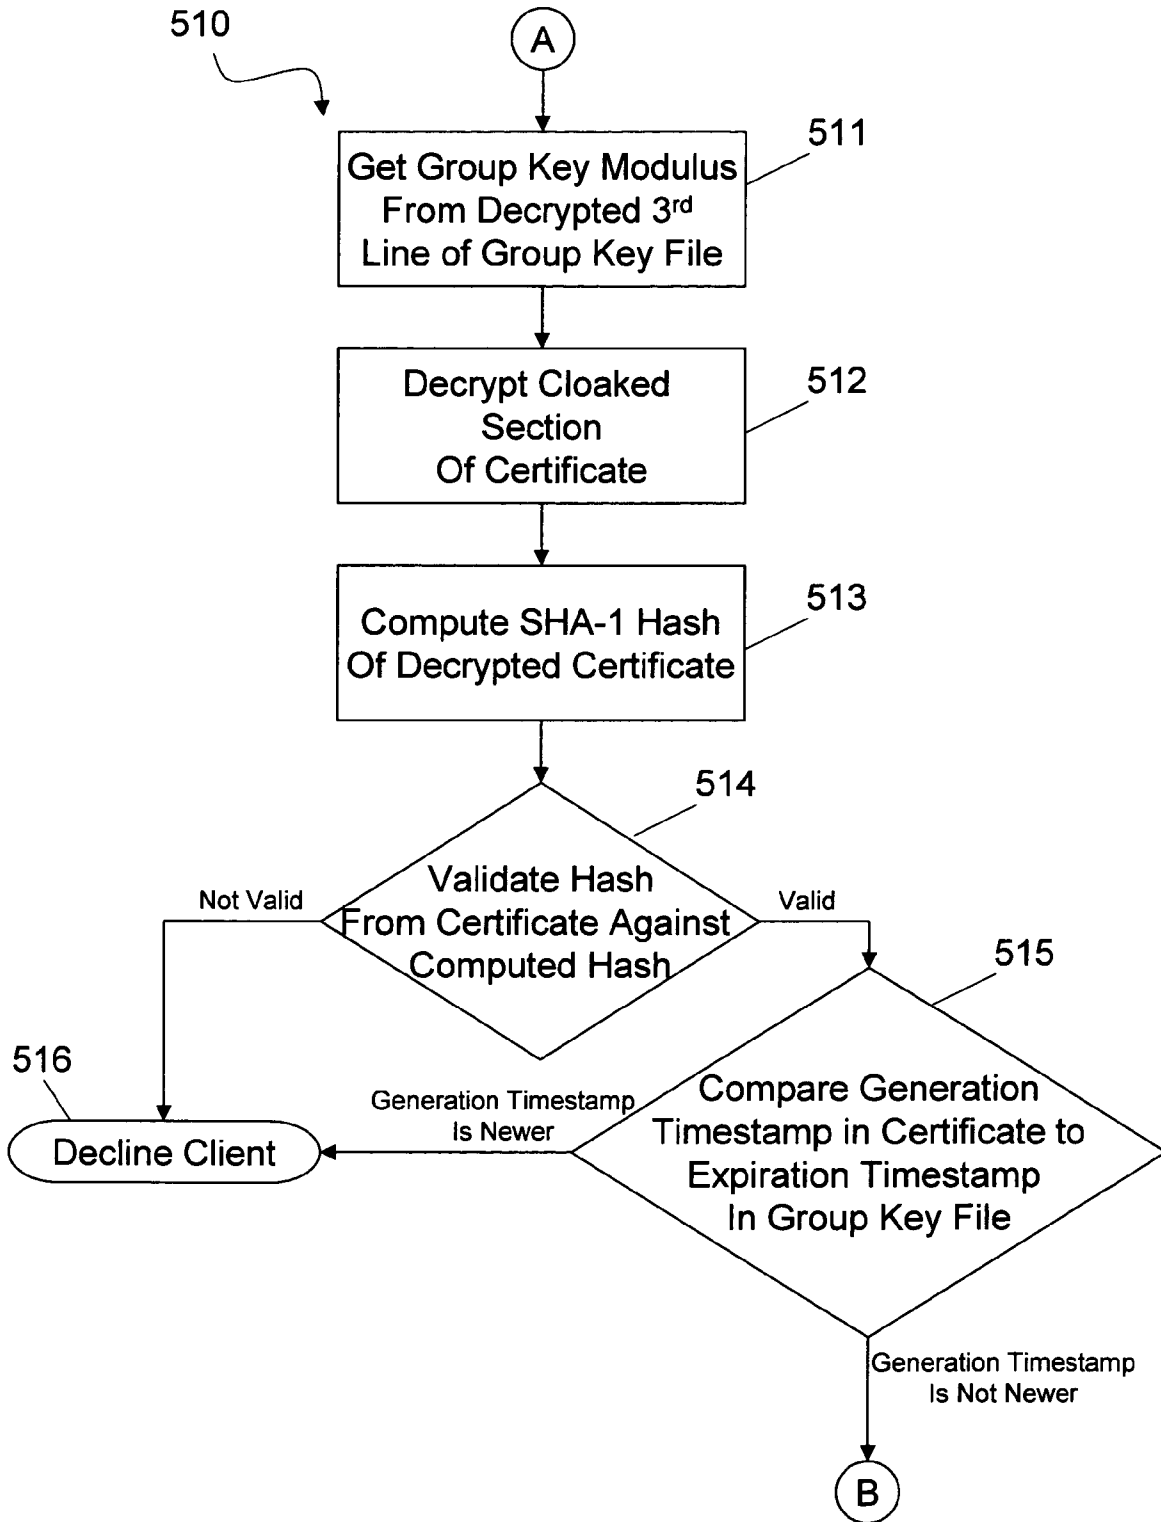 510
A
511
Get Group Key Modulus
From Decrypted 3rd
Line of Group Key File
512
Decrypt Cloaked
Section
Of Certificate
513
Compute SHA-1 Hash
Of Decrypted Certificate
514
Validate Hash
From Certificate Against
Computed Hash
Not Valid
Valid
515
516
Decline Client
Generation Timestamp
Is Newer
Compare Generation
Timestamp in Certificate to
Expiration Timestamp
In Group Key File
Generation Timestamp
Is Not Newer
B